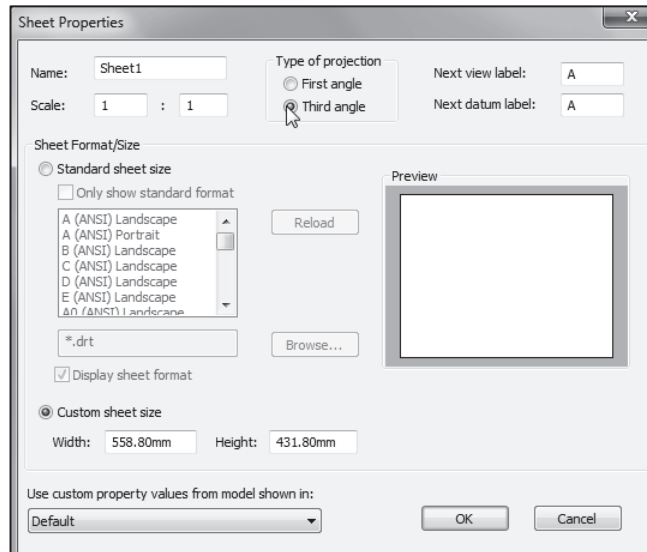 Sheet Properties
X
Name:
Sheet1
Scale:
1
:
1
Type of projection
First angle
Third angle
Next view label:
A
Next datum label:
A
Sheet Format/Size
Standard sheet size
Only show standard format
A (ANSI) Landscape
A (ANSI) Portrait
B (ANSI) Landscape
C (ANSI) Landscape
D (ANSI) Landscape
E (ANSI) Landscape
A0 (ANSI) Landscape
Reload
*.drt
Browse...
Display sheet format
Preview
Custom sheet size
Width:
558.80mm
Height:
431.80mm
Use custom property values from model shown in:
Default
OK
Cancel